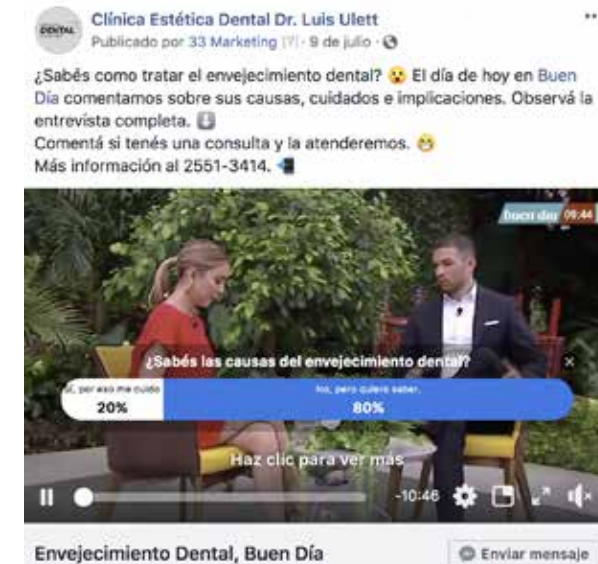 DENTAL
Clínica Estética Dental Dr. Luis Ulett
Publicado por 33 Marketing [?] · 9 de julio ·
¿Sabés como tratar el envejecimiento dental? 😮 El día de hoy en Buen
Día comentamos sobre sus causas, cuidados e implicaciones. Observá la
entrevista completa. ⬇️
Comentá si tenés una consulta y la atenderemos. 😁
Más información al 2551-3414. 📲
buen día 09:44
¿Sabés las causas del envejecimiento dental?
Sí, por eso me cuido
No, pero quiero saber.
20%
80%
Haz clic para ver más
-10:46
Envejecimiento Dental, Buen Día
Enviar mensaje